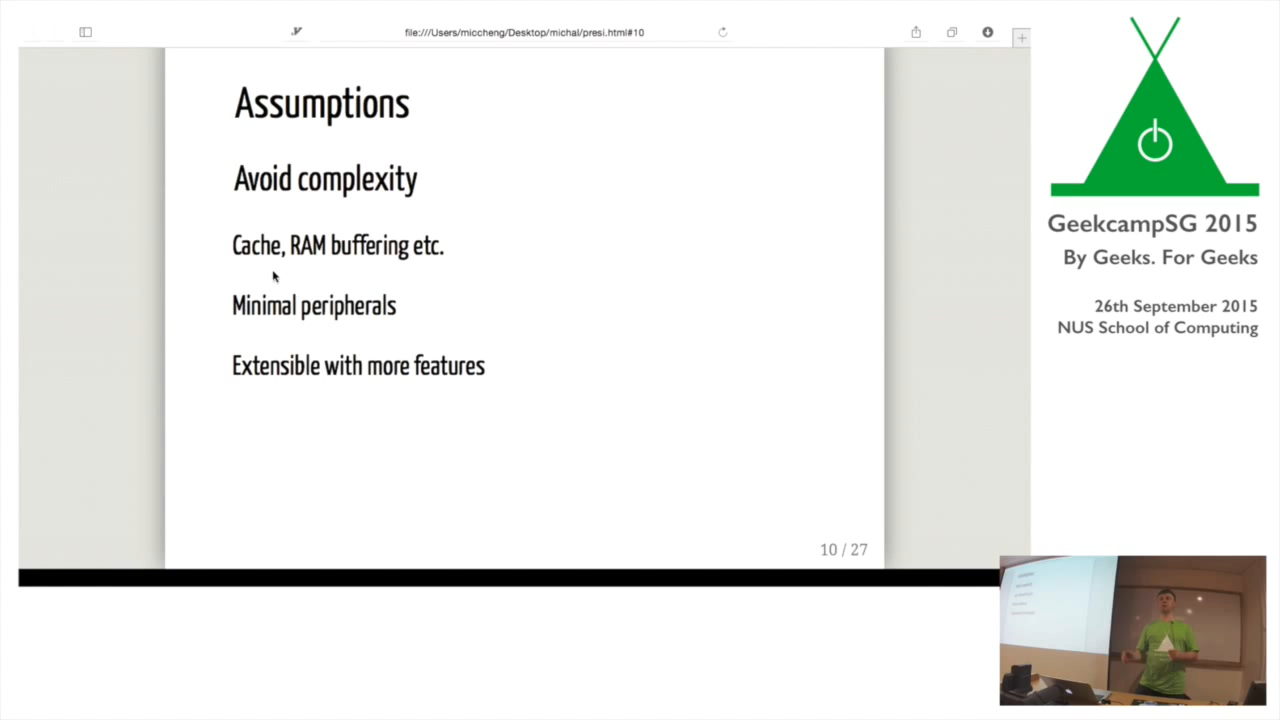 file:///Users/miccheng/Desktop/michal/presi.html#10
Assumptions
Avoid complexity
Cache, RAM buffering etc.
Minimal peripherals
Extensible with more features
10 / 27
GeekcampSG 2015
By Geeks. For Geeks
26th September 2015
NUS School of Computing